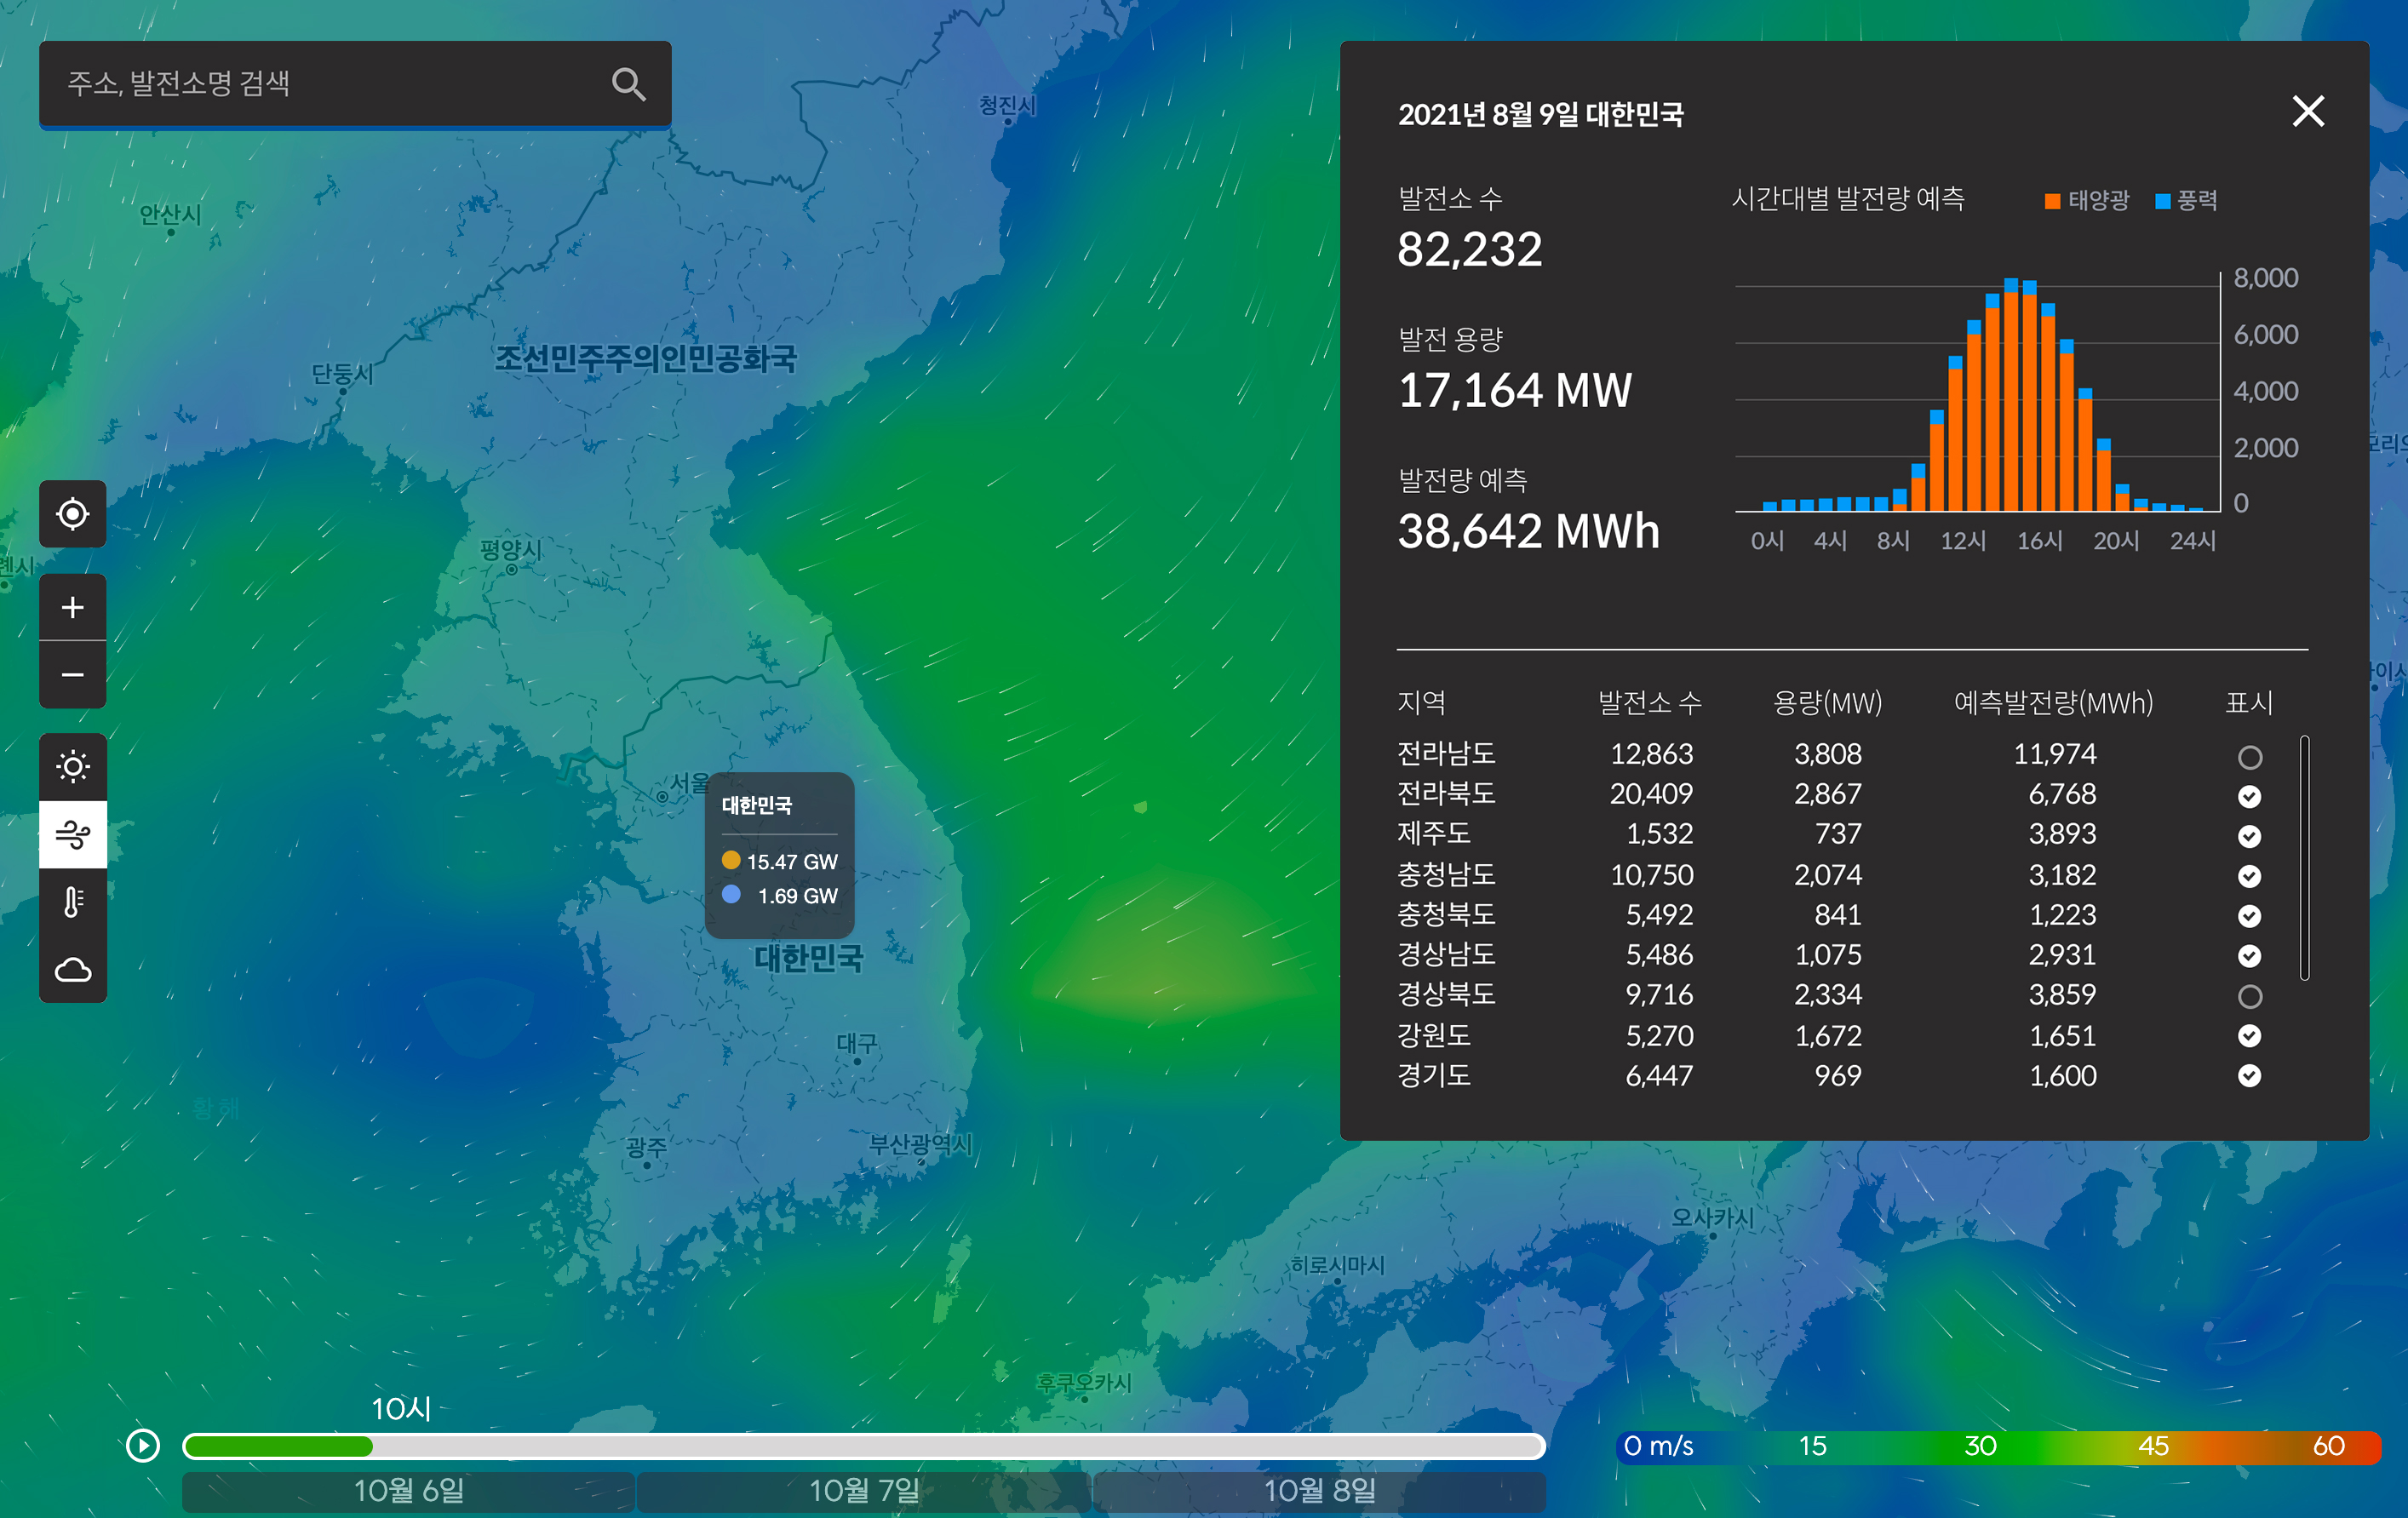 주소, 발전소명 검색
청진시
안산시
조선민주주의인민공화국
단둥시
평양시
롄시
서울
대한민국
15.47 GW
1.69 GW
대한민국
대구
황해
광주
부산광역시
오사카시
히로시마시
후쿠오카시
2021년 8월 9일 대한민국
발전소 수
82,232
발전 용량
17,164 MW
발전량 예측
38,642 MWh
시간대별 발전량 예측
태양광 풍력
8,000
6,000
4,000
2,000
0
0시 4시 8시 12시 16시 20시 24시
지역 발전소 수 용량(MW) 예측발전량(MWh) 표시
전라남도 12,863 3,808 11,974
전라북도 20,409 2,867 6,768
제주도 1,532 737 3,893
충청남도 10,750 2,074 3,182
충청북도 5,492 841 1,223
경상남도 5,486 1,075 2,931
경상북도 9,716 2,334 3,859
강원도 5,270 1,672 1,651
경기도 6,447 969 1,600
10시
10월 6일 10월 7일 10월 8일
0 m/s 15 30 45 60